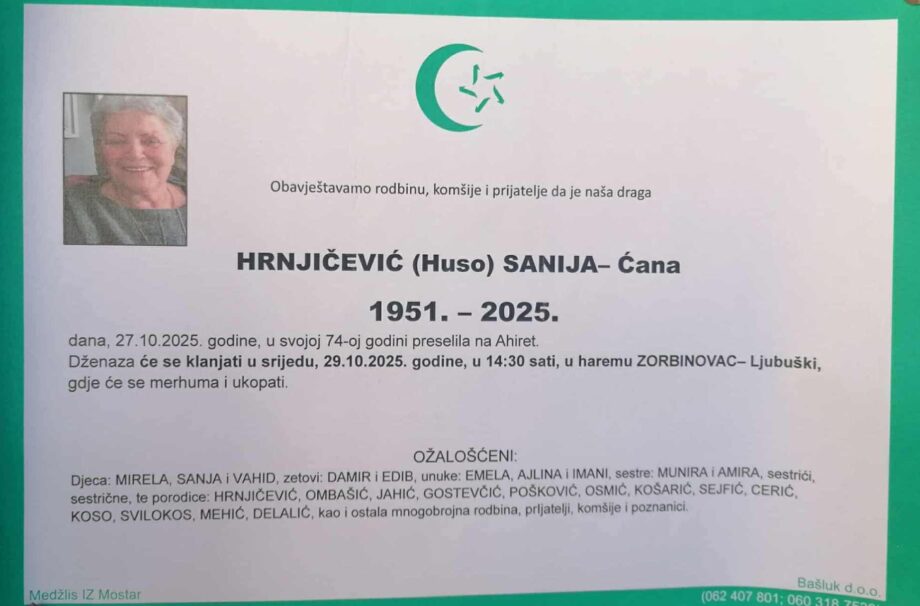 Obavještavamo rodbinu, komšije i prijatelje da je naša draga
HRNJIČEVIĆ (Huso) SANIJA– Ćana
1951. – 2025.
dana, 27.10.2025. godine, u svojoj 74-oj godini preselila na Ahiret.
Dženaza će se klanjati u srijedu, 29.10.2025. godine, u 14:30 sati, u haremu ZORBINOVAC– Ljubuški,
gdje će se merhuma i ukopati.
OŽALOŠĆENI:
Djeca: MIRELA, SANJA i VAHID, zetovi: DAMIR i EDIB, unuke: EMELA, AJLINA i IMANI, sestre: MUNIRA i AMIRA, sestrići,
sestrične, te porodice: HRNJIČEVIĆ, OMBAŠIĆ, JAHIĆ, GOSTEVČIĆ, POŠKOVIĆ, OSMIĆ, KOŠARIĆ, SEJFIĆ, CERIĆ,
KOSO, SVILOKOS, MEHIĆ, DELALIĆ, kao i ostala mnogobrojna rodbina, prljatelji, komšije i poznanici.
Medžlis IZ Mostar
Bašluk d.o.o.
(062 407 801; 060 318